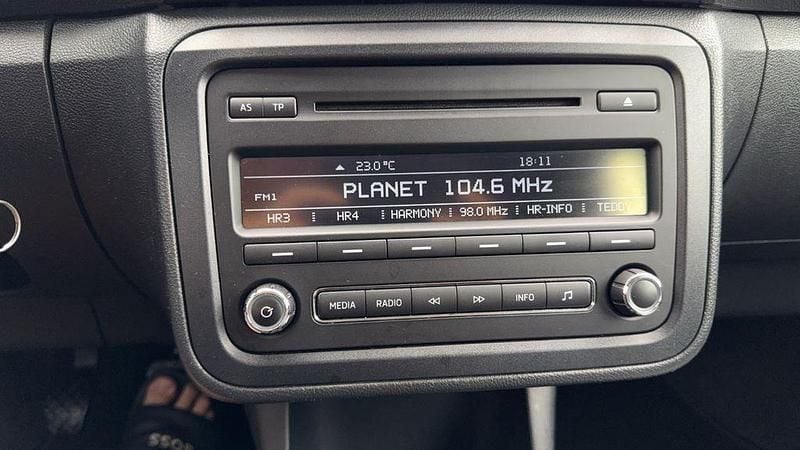 AS TP
▲ 23.0 °C 18:11
PLANET 104.6 MHz
FM1
HR3 HR4 HARMONY 98.0 MHz HR-INFO TEDDY
MEDIA RADIO INFO